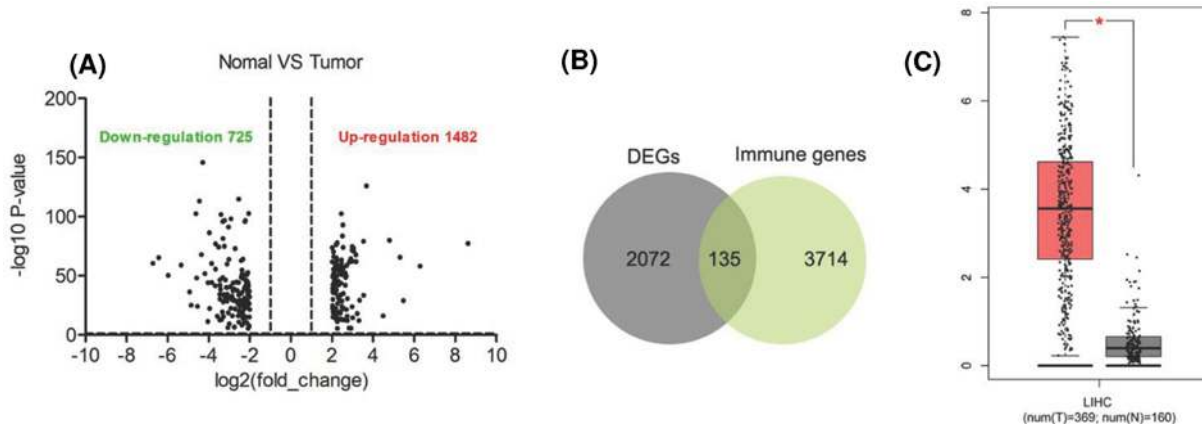 (A)
Nomal VS Tumor
Down-regulation 725
Up-regulation 1482
-log10 P-value
200
150
100
50
0
-10 -8 -6 -4 -2 0 2 4 6 8 10
log2(fold_change)
(B)
DEGs
Immune genes
2072 135 3714
(C)
*
8
6
4
2
0
LIHC
(num(T)=369; num(N)=160)